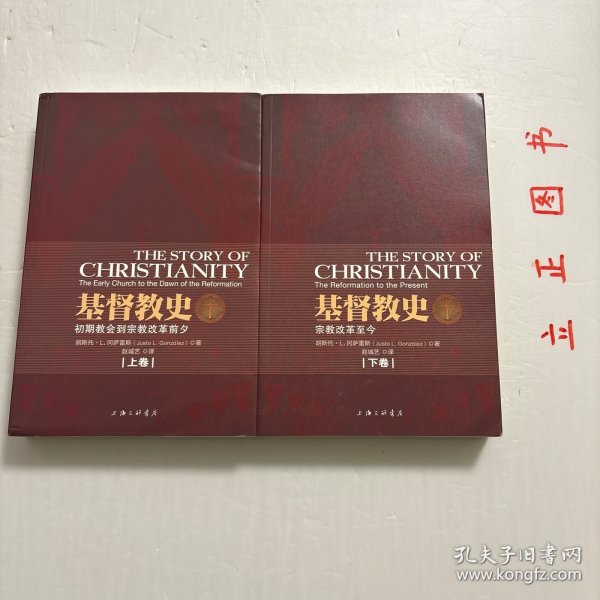 THE STORY OF
CHRISTIANITY
The Early Church to the Dawn of the Reformation
基督教史
初期教会到宗教改革前夕
胡斯托·L.冈萨雷斯（Justo L. González）◎著
赵城艺 ◎译
|上卷|
上海三联书店
THE STORY OF
CHRISTIANITY
The Reformation to the Present
基督教史
宗教改革至今
胡斯托·L.冈萨雷斯（Justo L. González）◎著
赵城艺 ◎译
|下卷|
上海三联书店
立正图书
孔夫子旧书网
www.kongfz.com